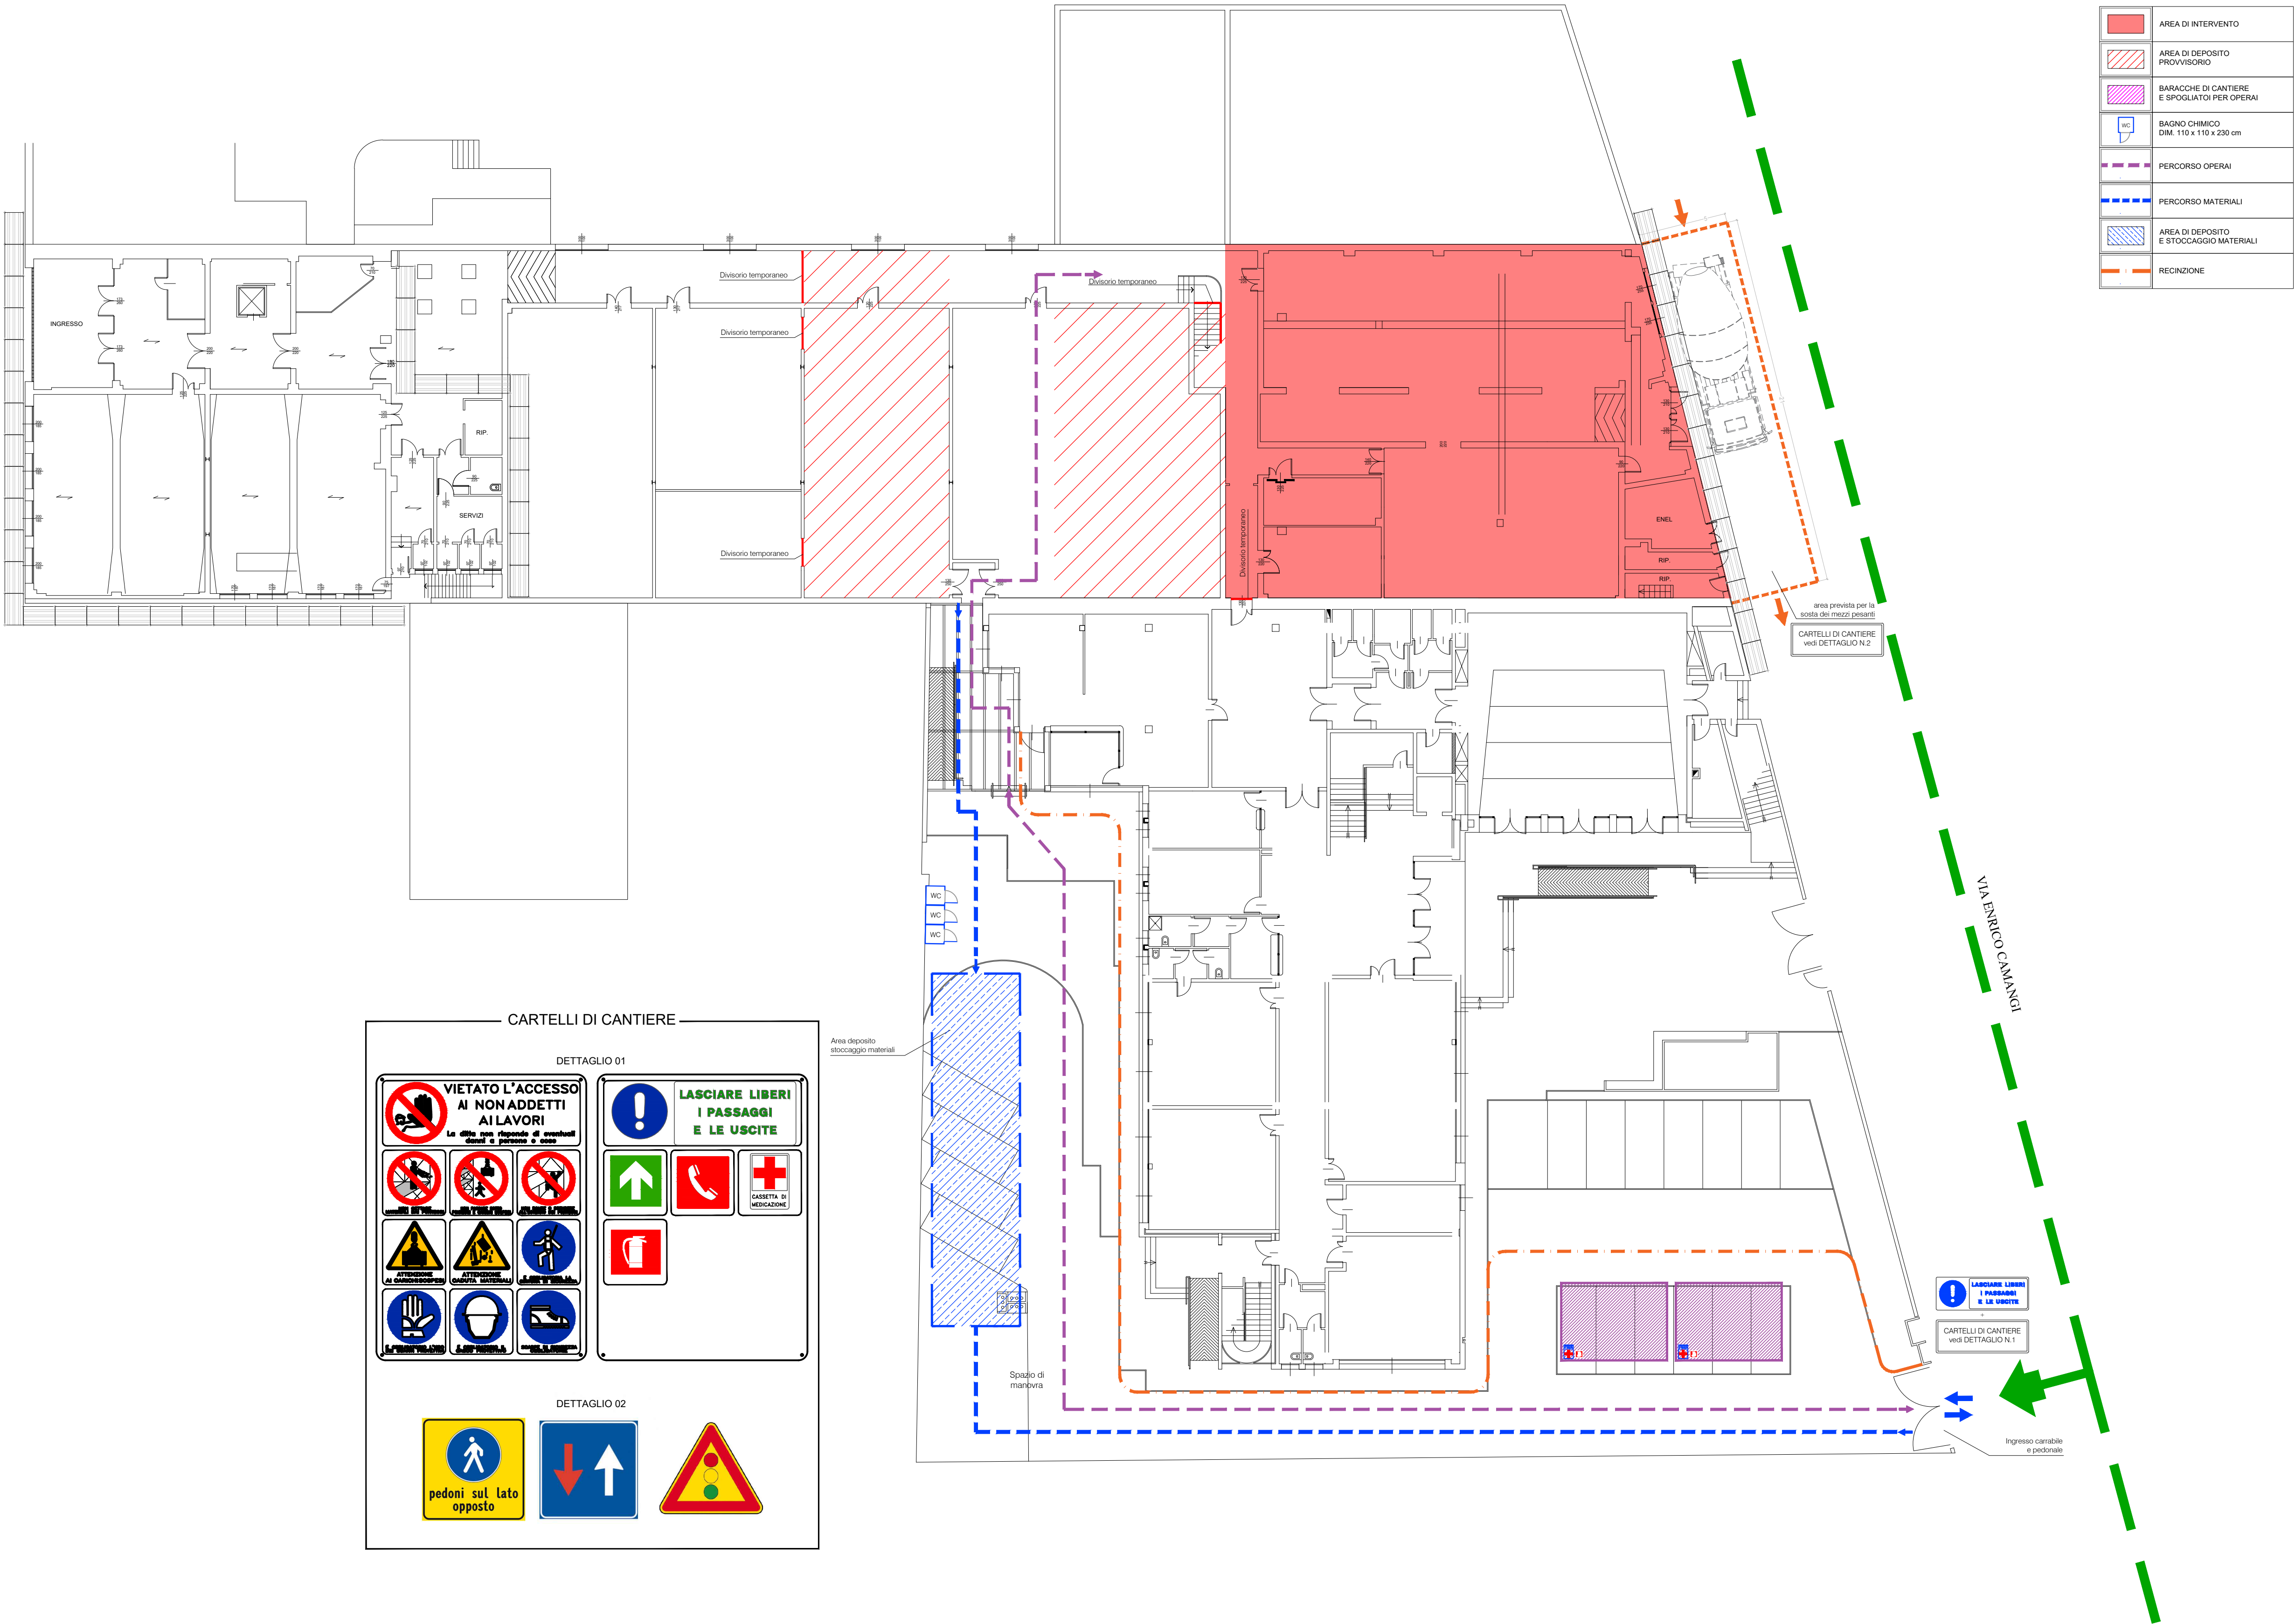 AREA DI INTERVENTO
AREA DI DEPOSITO
PROVVISORIO
BARACCHE DI CANTIERE
E SPOGLIATOI PER OPERAI
WC
BAGNO CHIMICO
DIM. 110 x 110 x 230 cm
PERCORSO OPERAI
PERCORSO MATERIALI
AREA DI DEPOSITO
E STOCCAGGIO MATERIALI
RECINZIONE
Divisorio temporaneo
Divisorio temporaneo
Divisorio temporaneo
Divisorio temporaneo
Divisorio temporaneo
INGRESSO
RIP.
SERVIZI
ENEL
RIP.
RIP.
area prevista per la
sosta dei mezzi pesanti
CARTELLI DI CANTIERE
vedi DETTAGLIO N.2
VIA ENRICO CAMANGI
WC
WC
WC
Area deposito
stoccaggio materiali
Spazio di
manovra
LASCIARE LIBERI
I PASSAGGI
E LE USCITE
+
CARTELLI DI CANTIERE
vedi DETTAGLIO N.1
Ingresso carrabile
e pedonale
CARTELLI DI CANTIERE
DETTAGLIO 01
VIETATO L'ACCESSO
AI NON ADDETTI
AI LAVORI
La ditta non risponde di eventuali
danni a persone o cose
LASCIARE LIBERI
I PASSAGGI
E LE USCITE
CASSETTA DI
MEDICAZIONE
ATTENZIONE
AI CARICHI SOSPESI
ATTENZIONE
CADUTA MATERIALI
DETTAGLIO 02
pedoni sul lato
opposto